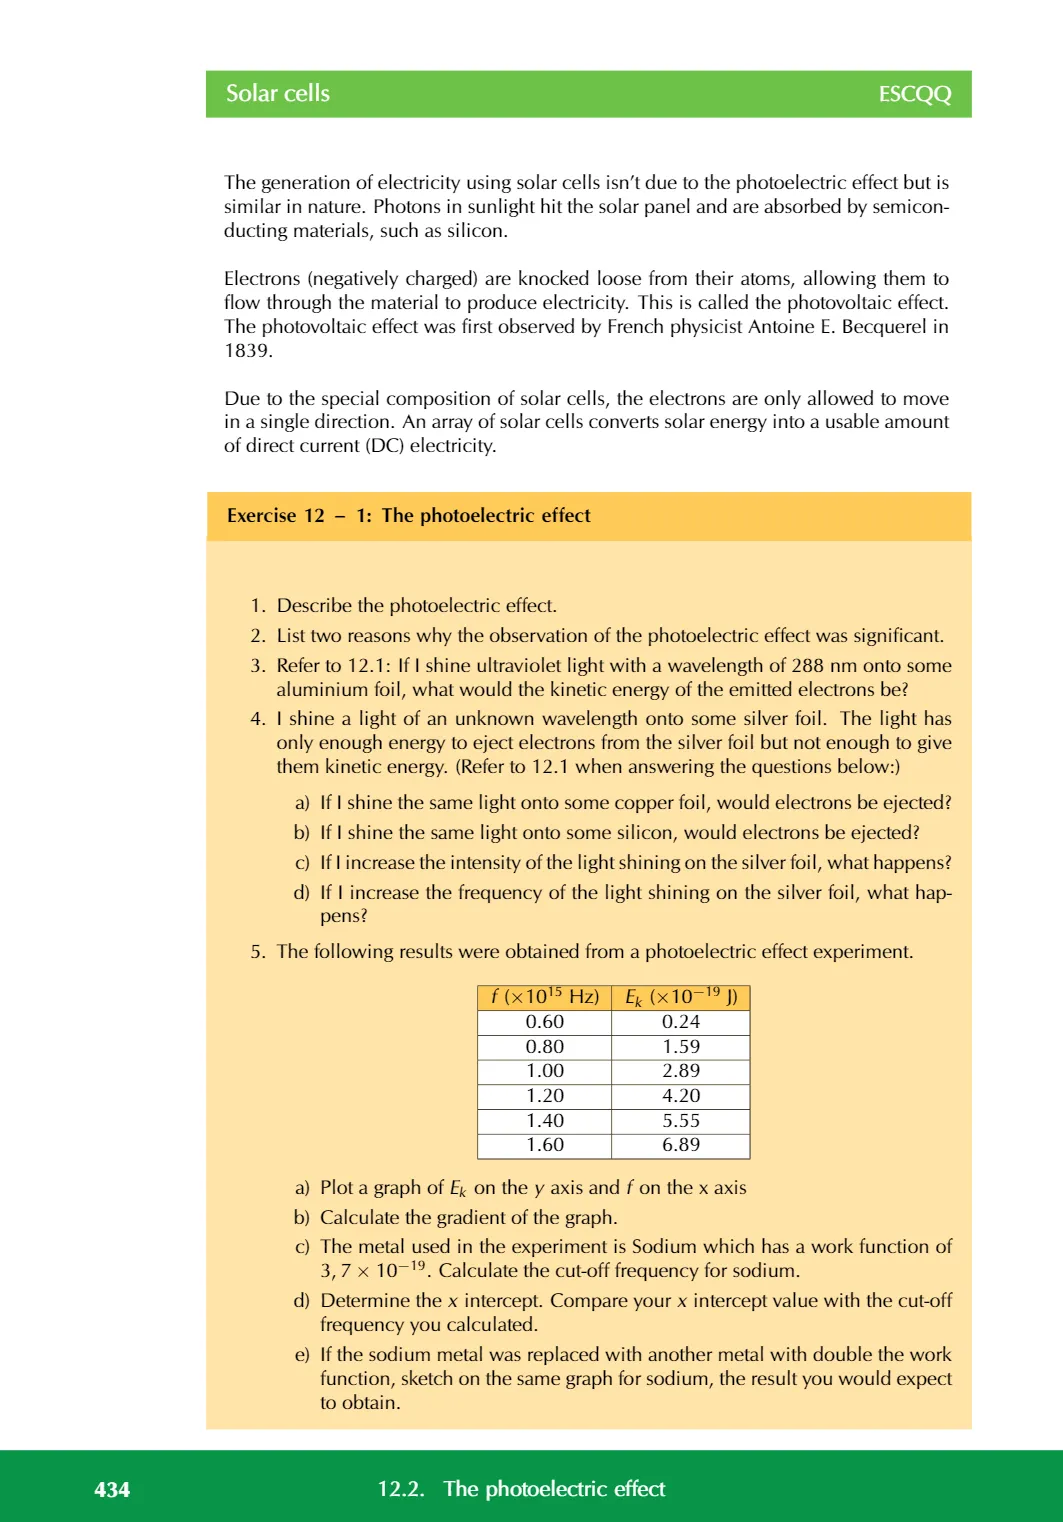 Solar cells ESCQQ
The generation of electricity using solar cells isn’t due to the photoelectric effect but is
similar in nature. Photons in sunlight hit the solar panel and are absorbed by semicon-
ducting materials, such as silicon.
Electrons (negatively charged) are knocked loose from their atoms, allowing them to
flow through the material to produce electricity. This is called the photovoltaic effect.
The photovoltaic effect was first observed by French physicist Antoine E. Becquerel in
1839.
Due to the special composition of solar cells, the electrons are only allowed to move
in a single direction. An array of solar cells converts solar energy into a usable amount
of direct current (DC) electricity.
Exercise 12 – 1: The photoelectric effect
1. Describe the photoelectric effect.
2. List two reasons why the observation of the photoelectric effect was significant.
3. Refer to 12.1: If I shine ultraviolet light with a wavelength of 288 nm onto some
aluminium foil, what would the kinetic energy of the emitted electrons be?
4. I shine a light of an unknown wavelength onto some silver foil. The light has
only enough energy to eject electrons from the silver foil but not enough to give
them kinetic energy. (Refer to 12.1 when answering the questions below:)
a) If I shine the same light onto some copper foil, would electrons be ejected?
b) If I shine the same light onto some silicon, would electrons be ejected?
c) If I increase the intensity of the light shining on the silver foil, what happens?
d) If I increase the frequency of the light shining on the silver foil, what hap-
pens?
5. The following results were obtained from a photoelectric effect experiment.
f (×10¹⁵ Hz) Eₖ (×10⁻¹⁹ J)
0.60 0.24
0.80 1.59
1.00 2.89
1.20 4.20
1.40 5.55
1.60 6.89
a) Plot a graph of Eₖ on the y axis and f on the x axis
b) Calculate the gradient of the graph.
c) The metal used in the experiment is Sodium which has a work function of
3, 7 × 10⁻¹⁹. Calculate the cut-off frequency for sodium.
d) Determine the x intercept. Compare your x intercept value with the cut-off
frequency you calculated.
e) If the sodium metal was replaced with another metal with double the work
function, sketch on the same graph for sodium, the result you would expect
to obtain.
434 12.2. The photoelectric effect